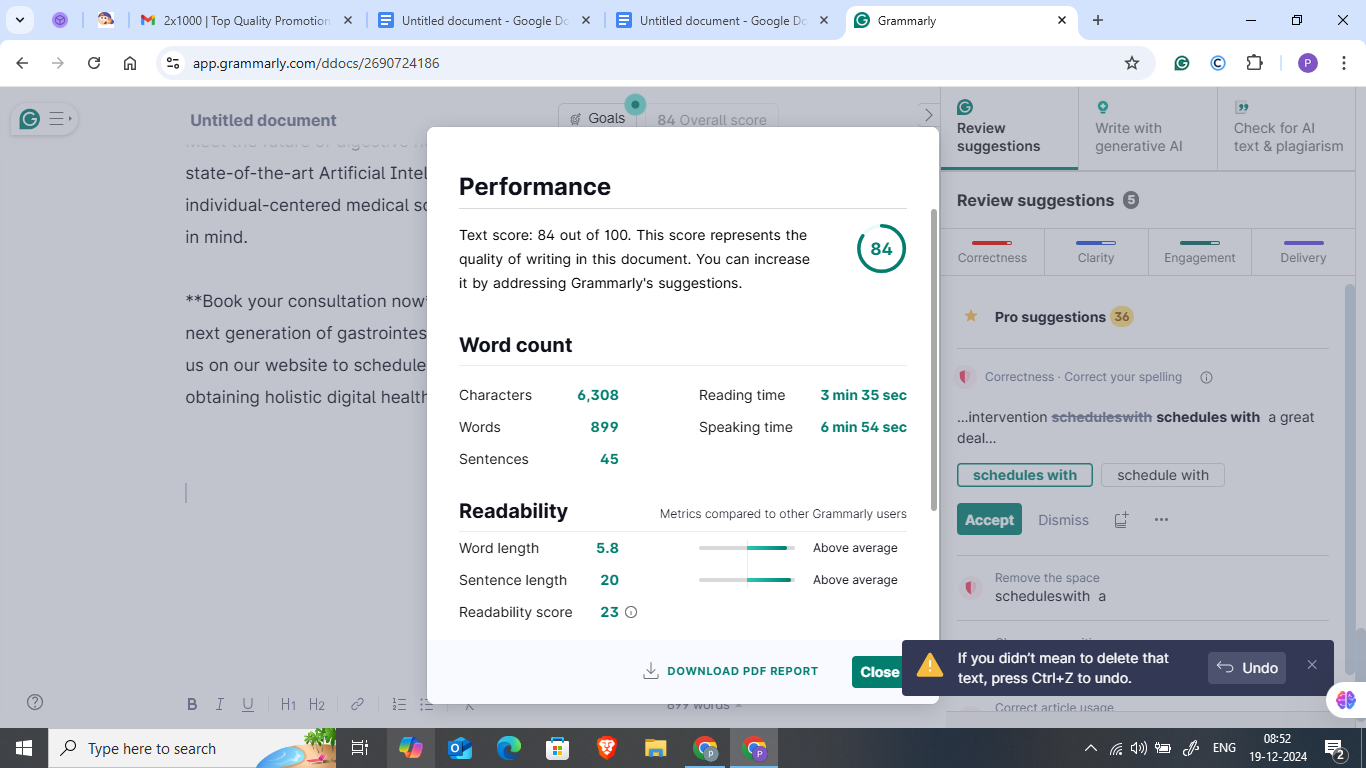 2x1000 | Top Quality Promotion
Untitled document - Google Do
Untitled document - Google Do
Grammarly
app.grammarly.com/ddocs/2690724186
P
Untitled document
Goals
84 Overall score
state-of-the-art Artificial Intel
individual-centered medical so
in mind.
**Book your consultation now*
next generation of gastrointes
us on our website to schedule
obtaining holistic digital health
Performance
Text score: 84 out of 100. This score represents the
quality of writing in this document. You can increase
it by addressing Grammarly's suggestions.
84
Word count
Characters 6,308 Reading time 3 min 35 sec
Words 899 Speaking time 6 min 54 sec
Sentences 45
Readability Metrics compared to other Grammarly users
Word length 5.8 Above average
Sentence length 20 Above average
Readability score 23
DOWNLOAD PDF REPORT
Close
B I U H1 H2
899 words
Review
suggestions
Write with
generative AI
Check for AI
text & plagiarism
Review suggestions 5
Correctness Clarity Engagement Delivery
Pro suggestions 36
Correctness · Correct your spelling
...intervention scheduleswith schedules with a great
deal...
schedules with schedule with
Accept Dismiss
Remove the space
scheduleswith a
If you didn't mean to delete that
text, press Ctrl+Z to undo.
Undo
Correct article usage
Type here to search
ENG
08:52
19-12-2024
2